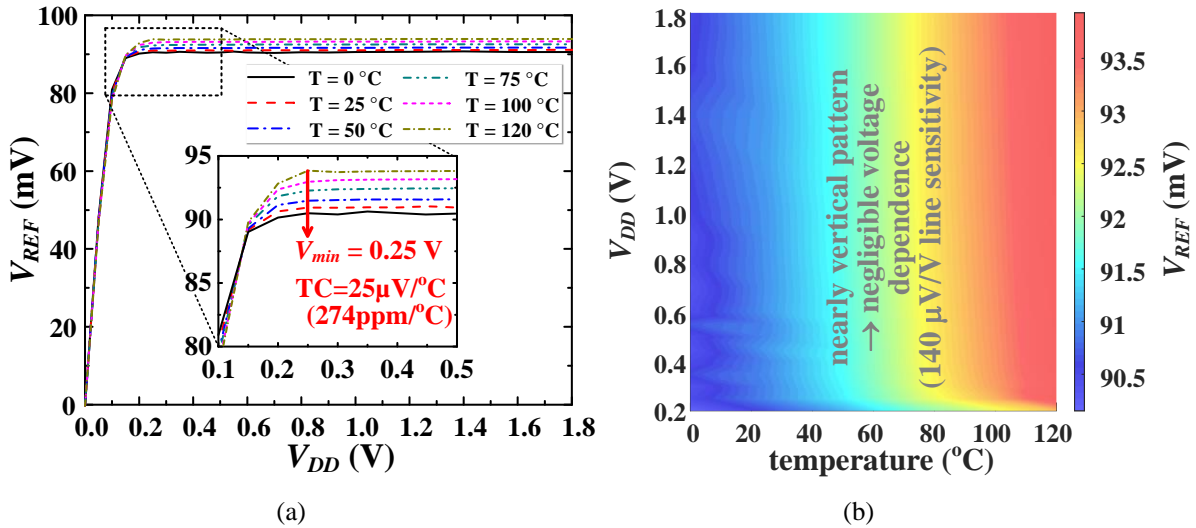 100
80
60
40
20
0
V_REF (mV)
0.0 0.2 0.4 0.6 0.8 1.0 1.2 1.4 1.6 1.8
V_DD (V)
T = 0 °C
T = 25 °C
T = 50 °C
T = 75 °C
T = 100 °C
T = 120 °C
95
90
85
80
0.1 0.2 0.3 0.4 0.5
V_min = 0.25 V
TC=25µV/°C
(274ppm/°C)
(a)
1.8
1.6
1.4
1.2
1.0
0.8
0.6
0.4
0.2
V_DD (V)
0 20 40 60 80 100 120
temperature (°C)
nearly vertical pattern
→ negligible voltage
dependence
(140 µV/V line sensitivity)
93.5
93
92.5
92
91.5
91
90.5
V_REF (mV)
(b)